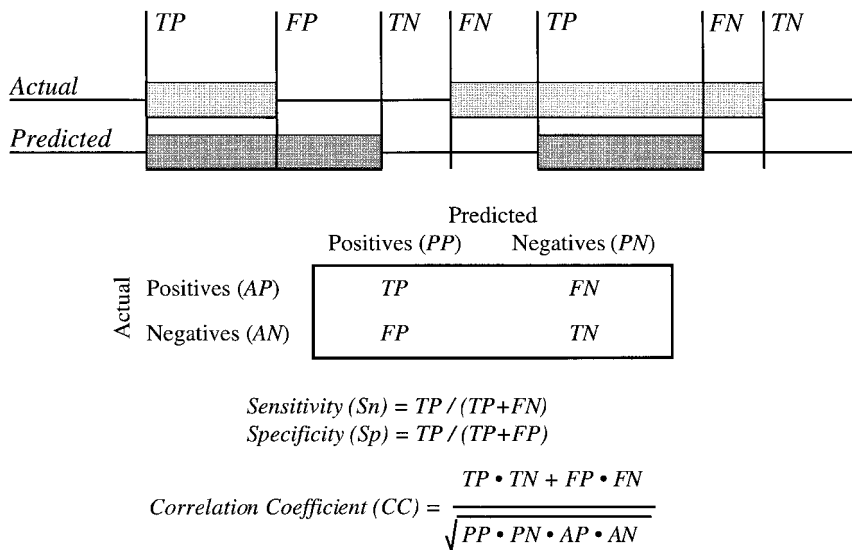 TP FP TN FN TP FN TN
Actual
Predicted
Predicted
Positives (PP) Negatives (PN)
Actual
Positives (AP) TP FN
Negatives (AN) FP TN
Sensitivity (Sn) = TP / (TP+FN)
Specificity (Sp) = TP / (TP+FP)
Correlation Coefficient (CC) = TP • TN + FP • FN
√PP • PN • AP • AN